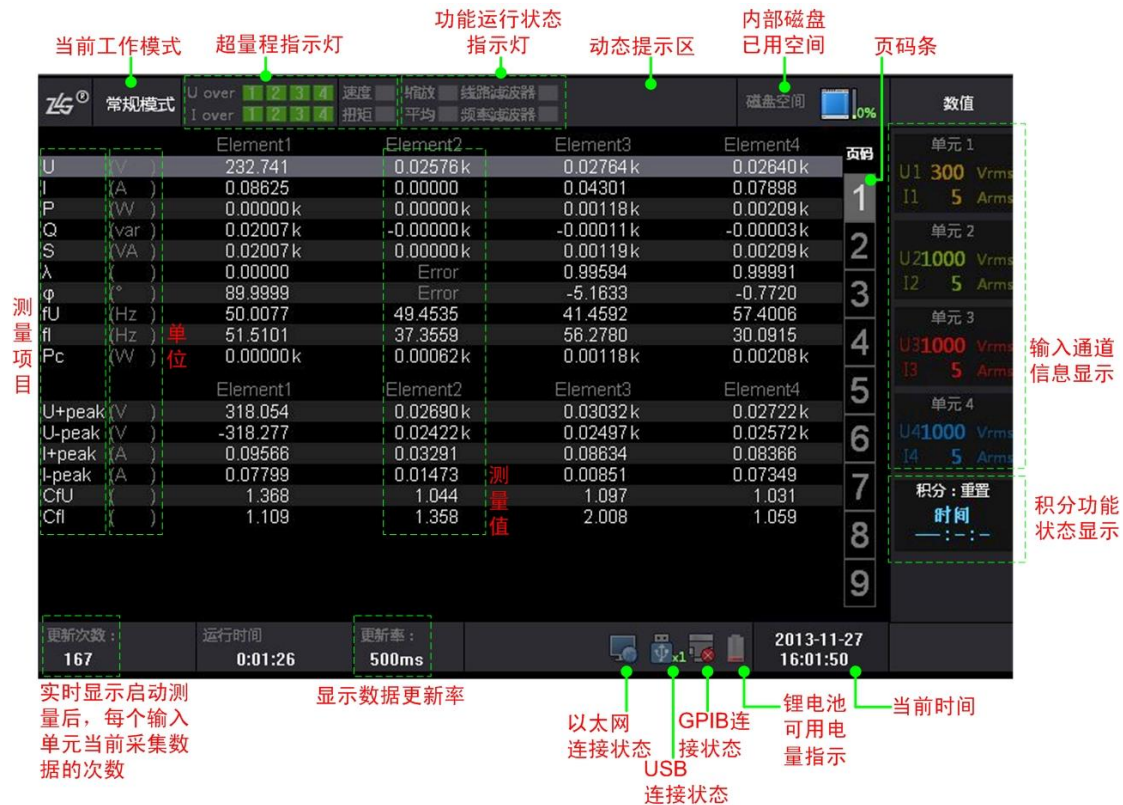 功能运行状态
指示灯
内部磁盘
已用空间
当前工作模式
超量程指示灯
动态提示区
页码条
ZLG®
常规模式
U over 1 2 3 4
I over 1 2 3 4
速度
扭矩
缩放
线路滤波器
平均
频率滤波器
磁盘空间
0%
数值
Element1 Element2 Element3 Element4
U (V ) 232.741 0.02576k 0.02764k 0.02640k
I (A ) 0.08625 0.00000 0.04301 0.07898
P (W ) 0.00000k 0.00000k 0.00118k 0.00209k
Q (var ) 0.02007k -0.00000k -0.00011k -0.00003k
S (VA ) 0.02007k 0.00000k 0.00119k 0.00209k
λ ( ) 0.00000 Error 0.99594 0.99991
φ (° ) 89.9999 Error -5.1633 -0.7720
fU (Hz ) 50.0077 49.4535 41.4592 57.4006
fI (Hz ) 51.5101 37.3559 56.2780 30.0915
Pc (W ) 0.00000k 0.00062k 0.00118k 0.00208k
Element1 Element2 Element3 Element4
U+peak (V ) 318.054 0.02690k 0.03032k 0.02722k
U-peak (V ) -318.277 0.02422k 0.02497k 0.02572k
I+peak (A ) 0.09566 0.03291 0.08634 0.08366
I-peak (A ) 0.07799 0.01473 0.00851 0.07349
CfU ( ) 1.368 1.044 1.097 1.031
CfI ( ) 1.109 1.358 2.008 1.059
测量项目
单位
测量值
页码
1
2
3
4
5
6
7
8
9
单元 1
U1 300 Vrms
I1 5 Arms
单元 2
U2 1000 Vrms
I2 5 Arms
单元 3
U3 1000 Vrms
I3 5 Arms
单元 4
U4 1000 Vrms
I4 5 Arms
输入通道
信息显示
积分 : 重置
时间
--:-:-
积分功能
状态显示
更新次数 :
167
运行时间
0:01:26
更新率 :
500ms
x1
2013-11-27
16:01:50
实时显示启动测
量后，每个输入
单元当前采集数
据的次数
显示数据更新率
以太网
连接状态
USB
连接状态
GPIB连
接状态
锂电池
可用电
量指示
当前时间